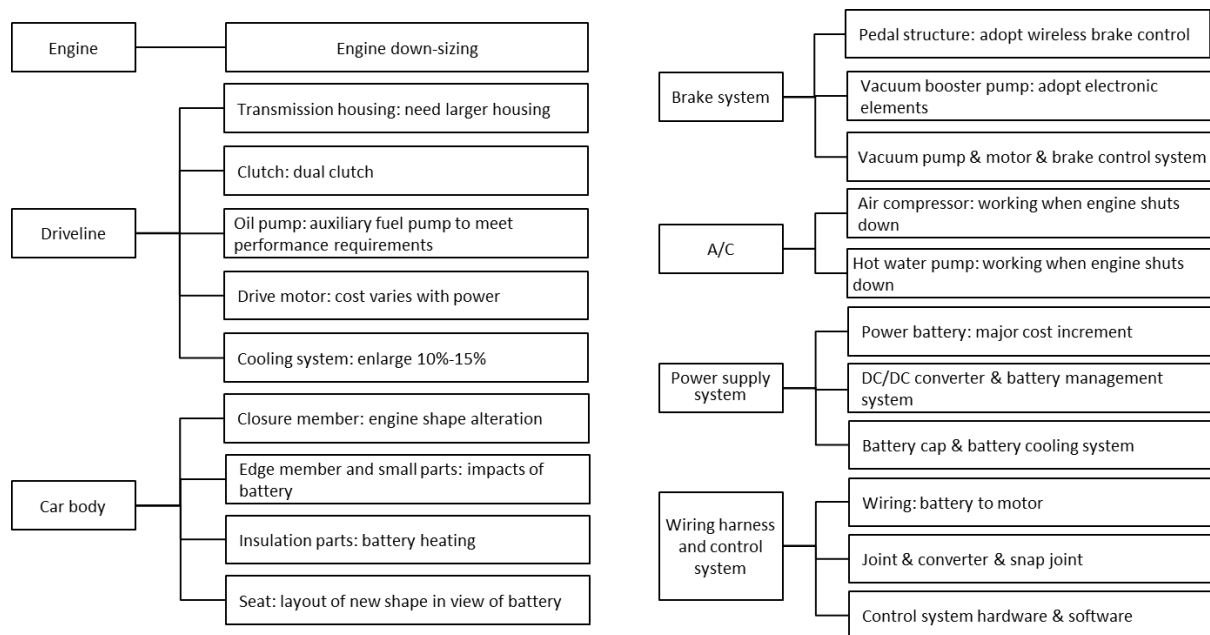 Engine
Engine down-sizing
Driveline
Transmission housing: need larger housing
Clutch: dual clutch
Oil pump: auxiliary fuel pump to meet
performance requirements
Drive motor: cost varies with power
Cooling system: enlarge 10%-15%
Car body
Closure member: engine shape alteration
Edge member and small parts: impacts of
battery
Insulation parts: battery heating
Seat: layout of new shape in view of battery
Brake system
Pedal structure: adopt wireless brake control
Vacuum booster pump: adopt electronic
elements
Vacuum pump & motor & brake control system
A/C
Air compressor: working when engine shuts
down
Hot water pump: working when engine shuts
down
Power supply
system
Power battery: major cost increment
DC/DC converter & battery management
system
Battery cap & battery cooling system
Wiring harness
and control
system
Wiring: battery to motor
Joint & converter & snap joint
Control system hardware & software